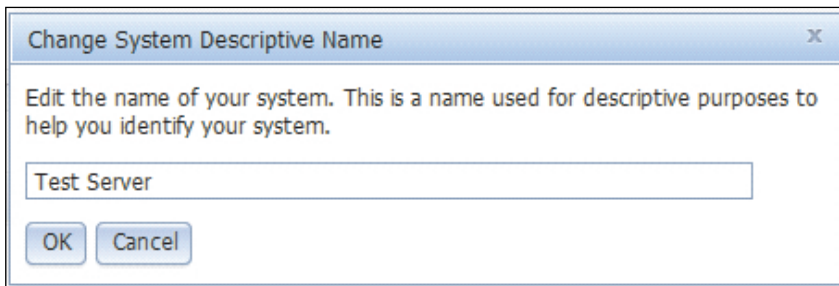 Change System Descriptive Name x
Edit the name of your system. This is a name used for descriptive purposes to
help you identify your system.
Test Server
OK Cancel